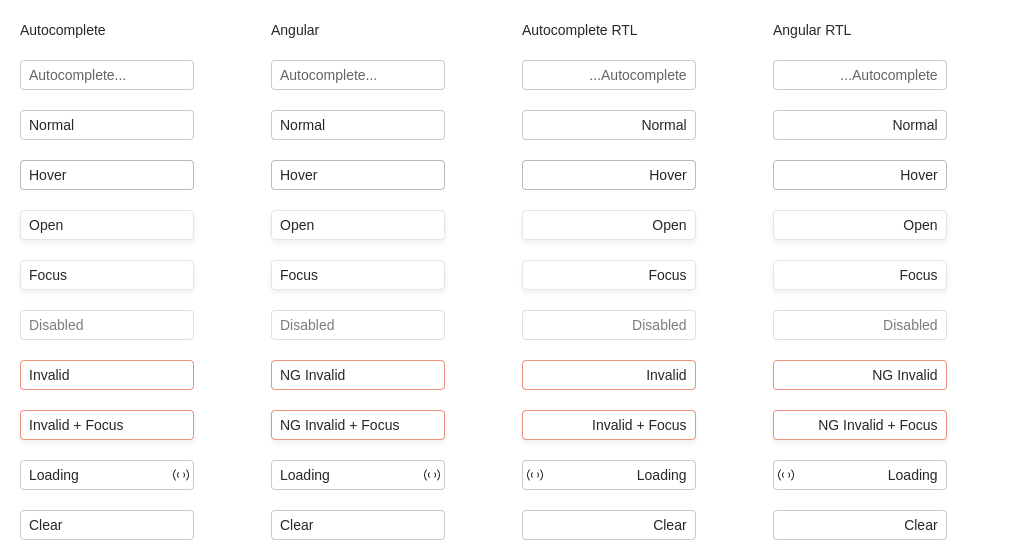 Autocomplete Angular Autocomplete RTL Angular RTL
Autocomplete... Autocomplete... ...Autocomplete ...Autocomplete
Normal Normal Normal Normal
Hover Hover Hover Hover
Open Open Open Open
Focus Focus Focus Focus
Disabled Disabled Disabled Disabled
Invalid NG Invalid Invalid NG Invalid
Invalid + Focus NG Invalid + Focus Invalid + Focus NG Invalid + Focus
Loading Loading Loading Loading
Clear Clear Clear Clear